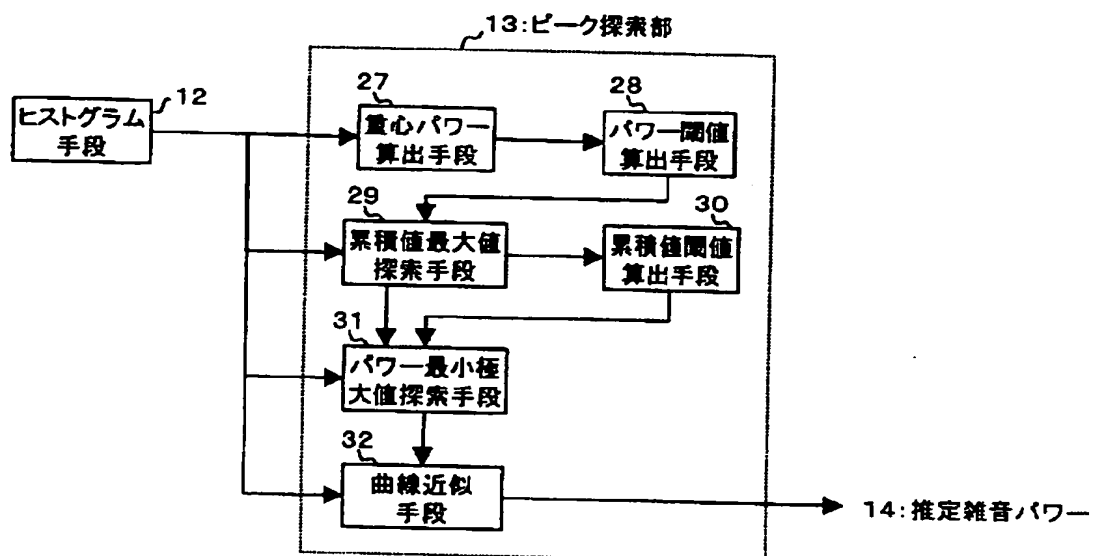 13:ピーク探索部
12
ヒストグラム
手段
27
重心パワー
算出手段
28
パワー閾値
算出手段
29
累積値最大値
探索手段
30
累積値閾値
算出手段
31
パワー最小極
大値探索手段
32
曲線近似
手段
14:推定雑音パワー